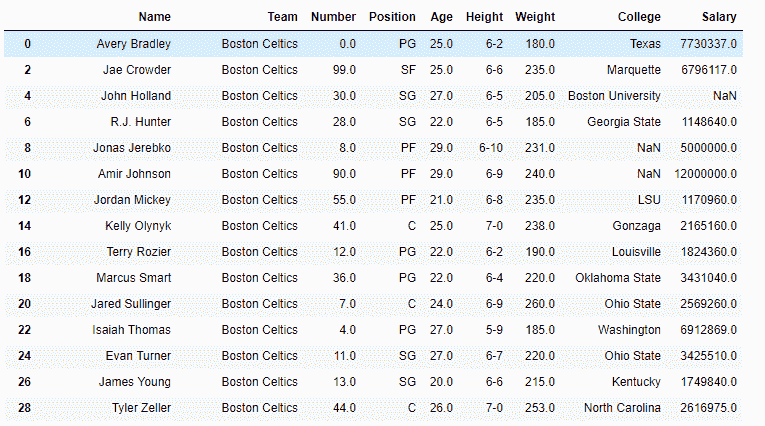 Name Team Number Position Age Height Weight College Salary
0 Avery Bradley Boston Celtics 0.0 PG 25.0 6-2 180.0 Texas 7730337.0
2 Jae Crowder Boston Celtics 99.0 SF 25.0 6-6 235.0 Marquette 6796117.0
4 John Holland Boston Celtics 30.0 SG 27.0 6-5 205.0 Boston University NaN
6 R.J. Hunter Boston Celtics 28.0 SG 22.0 6-5 185.0 Georgia State 1148640.0
8 Jonas Jerebko Boston Celtics 8.0 PF 29.0 6-10 231.0 NaN 5000000.0
10 Amir Johnson Boston Celtics 90.0 PF 29.0 6-9 240.0 NaN 12000000.0
12 Jordan Mickey Boston Celtics 55.0 PF 21.0 6-8 235.0 LSU 1170960.0
14 Kelly Olynyk Boston Celtics 41.0 C 25.0 7-0 238.0 Gonzaga 2165160.0
16 Terry Rozier Boston Celtics 12.0 PG 22.0 6-2 190.0 Louisville 1824360.0
18 Marcus Smart Boston Celtics 36.0 PG 22.0 6-4 220.0 Oklahoma State 3431040.0
20 Jared Sullinger Boston Celtics 7.0 C 24.0 6-9 260.0 Ohio State 2569260.0
22 Isaiah Thomas Boston Celtics 4.0 PG 27.0 5-9 185.0 Washington 6912869.0
24 Evan Turner Boston Celtics 11.0 SG 27.0 6-7 220.0 Ohio State 3425510.0
26 James Young Boston Celtics 13.0 SG 20.0 6-6 215.0 Kentucky 1749840.0
28 Tyler Zeller Boston Celtics 44.0 C 26.0 7-0 253.0 North Carolina 2616975.0